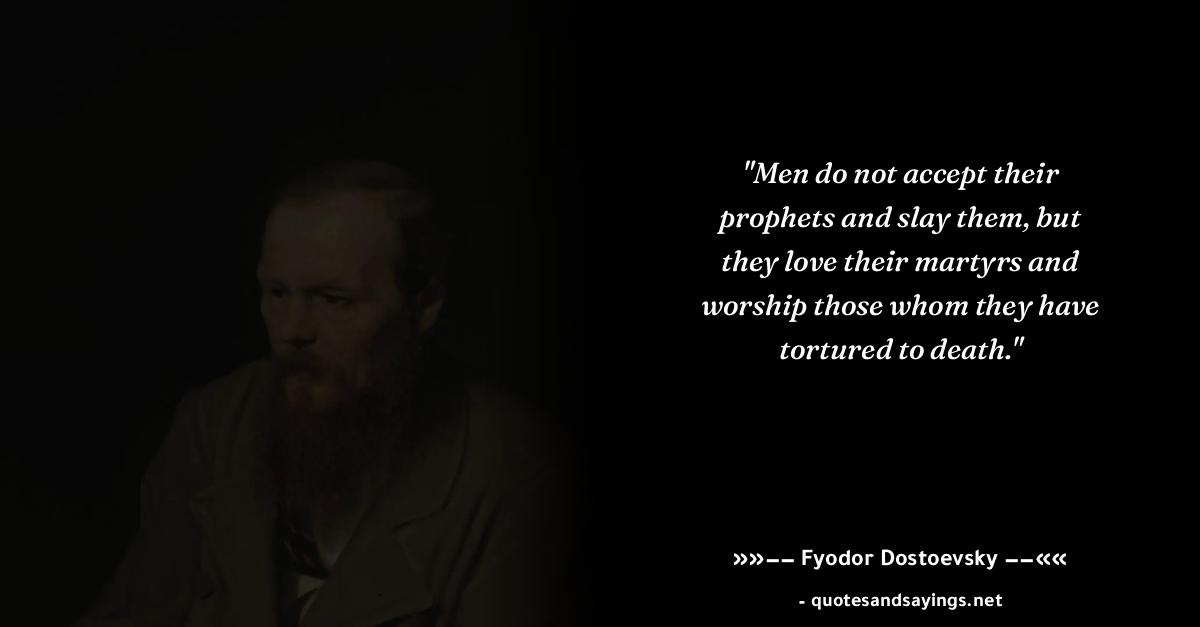 "Men do not accept their
prophets and slay them, but
they love their martyrs and
worship those whom they have
tortured to death."
»»–– Fyodor Dostoevsky ––««
- quotesandsayings.net